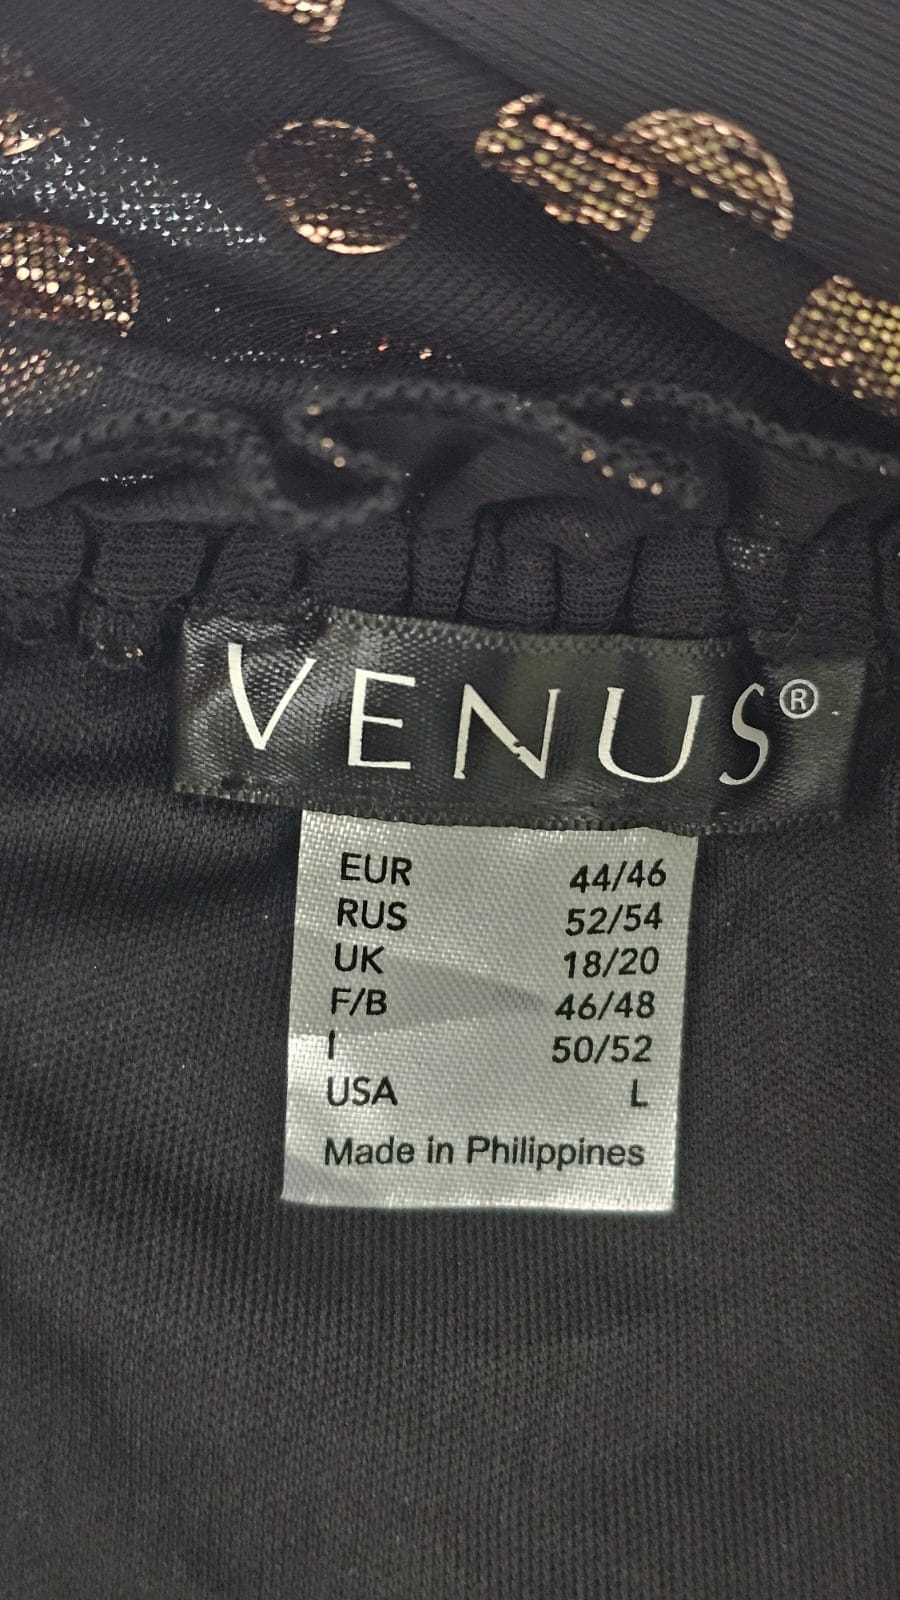 VENUS®
EUR 44/46
RUS 52/54
UK 18/20
F/B 46/48
I 50/52
USA L
Made in Philippines